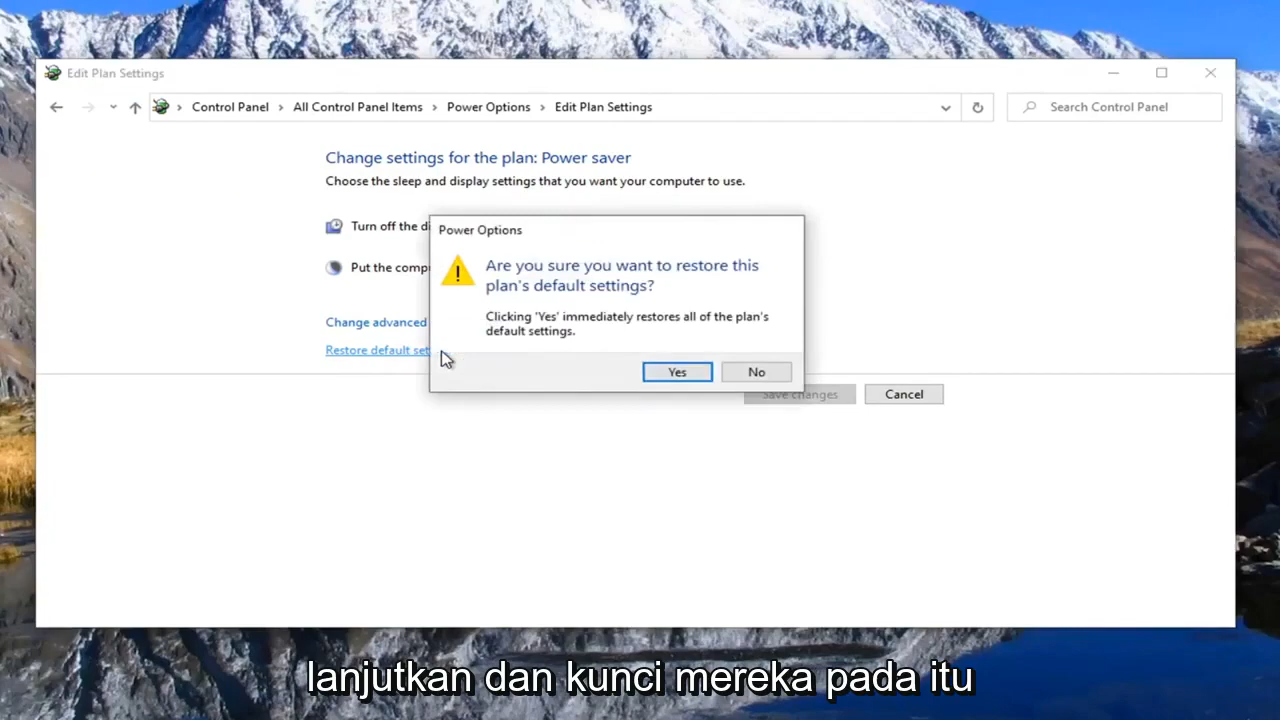 Edit Plan Settings
Control Panel > All Control Panel Items > Power Options > Edit Plan Settings
Search Control Panel
Change settings for the plan: Power saver
Choose the sleep and display settings that you want your computer to use.
Turn off the di
Put the comp
Change advanced
Restore default set
Power Options
Are you sure you want to restore this
plan's default settings?
Clicking 'Yes' immediately restores all of the plan's
default settings.
Yes
No
Save changes
Cancel
lanjutkan dan kunci mereka pada itu